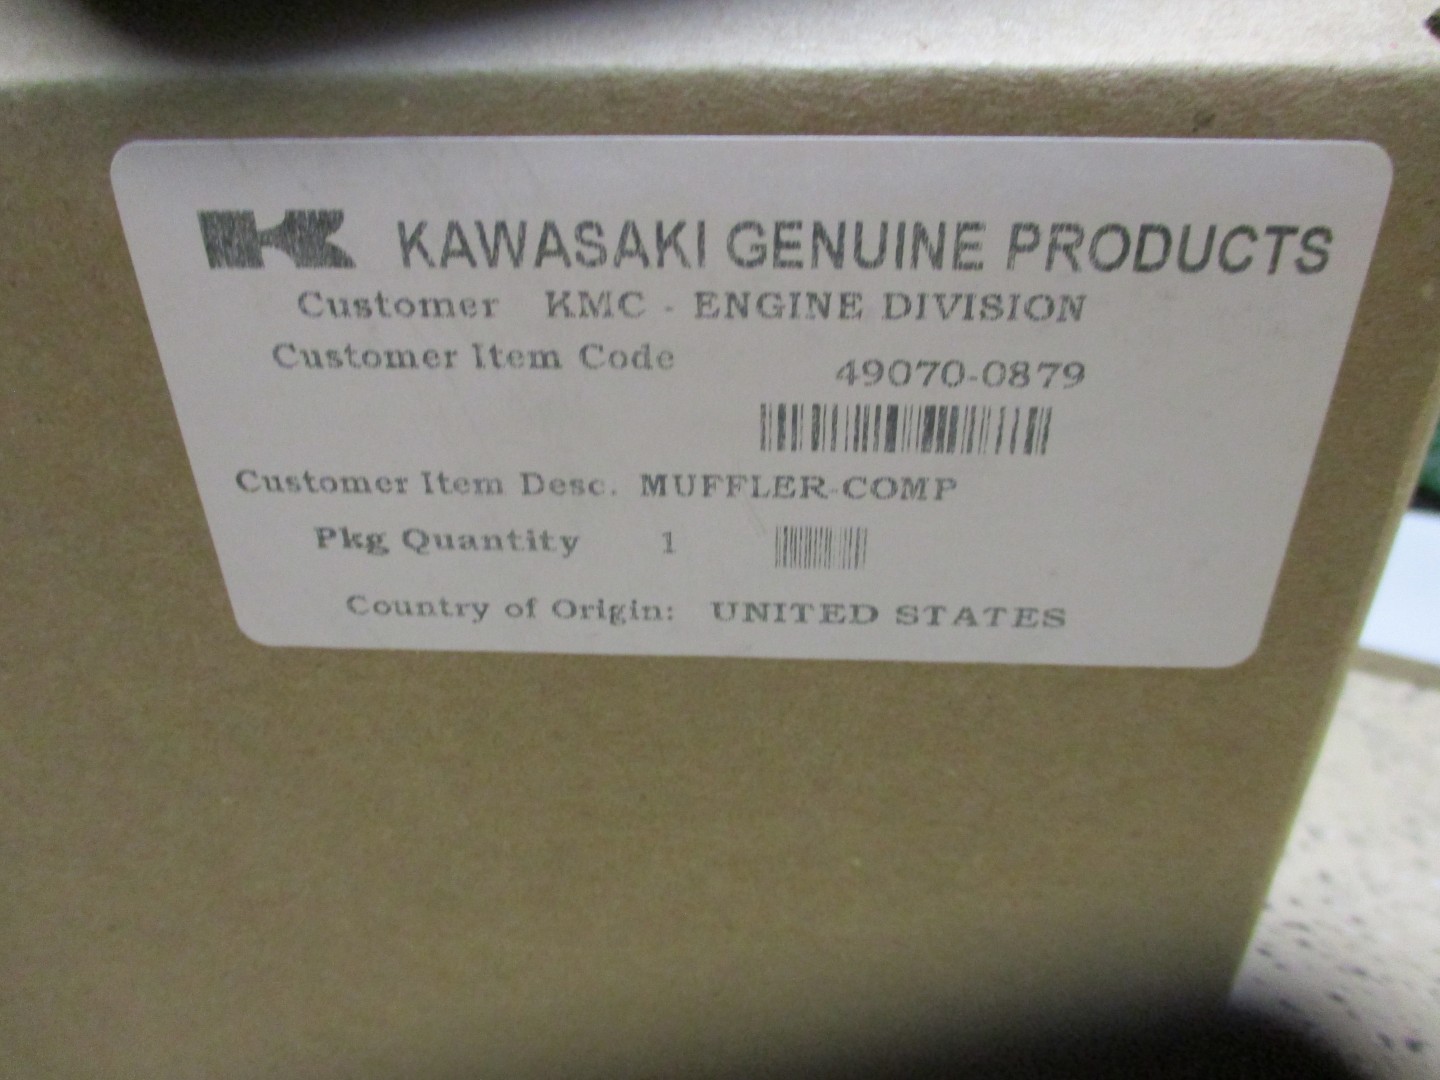 KAWASAKI GENUINE PRODUCTS
Customer KMC - ENGINE DIVISION
Customer Item Code 49070-0879
Customer Item Desc. MUFFLER-COMP
Pkg Quantity 1
Country of Origin: UNITED STATES